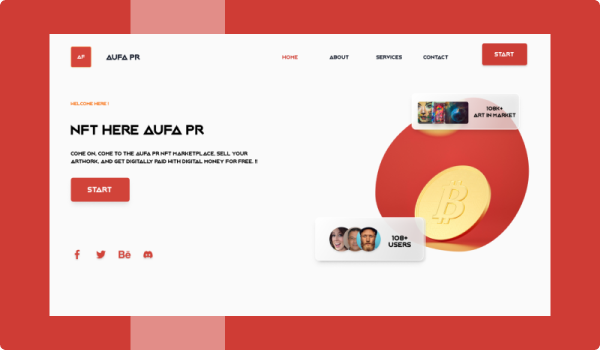 AF
AUFA PR
HOME
ABOUT
SERVICES
CONTACT
START
WELCOME HERE !
NFT HERE AUFA PR
COME ON, COME TO THE AUFA PR NFT MARKETPLACE, SELL YOUR
ARTWORK, AND GET DIGITALLY PAID WITH DIGITAL MONEY FOR FREE. !!
START
108K+
ART IN MARKET
10B+
USERS
Bē